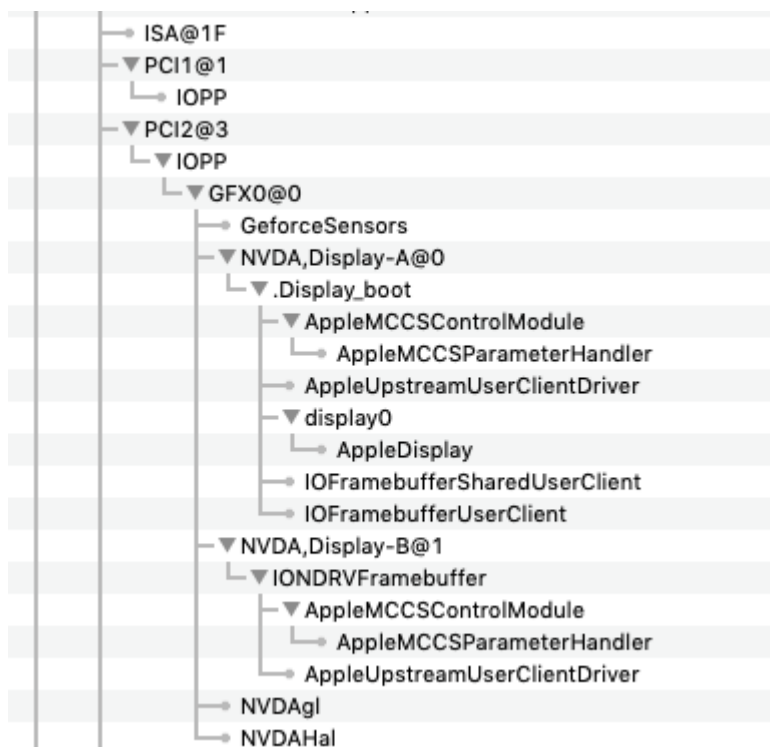 ISA@1F
PCI1@1
IOPP
PCI2@3
IOPP
GFX0@0
GeforceSensors
NVDA,Display-A@0
.Display_boot
AppleMCCSControlModule
AppleMCCSParameterHandler
AppleUpstreamUserClientDriver
display0
AppleDisplay
IOFramebufferSharedUserClient
IOFramebufferUserClient
NVDA,Display-B@1
IONDRVFramebuffer
AppleMCCSControlModule
AppleMCCSParameterHandler
AppleUpstreamUserClientDriver
NVDAgl
NVDAHal